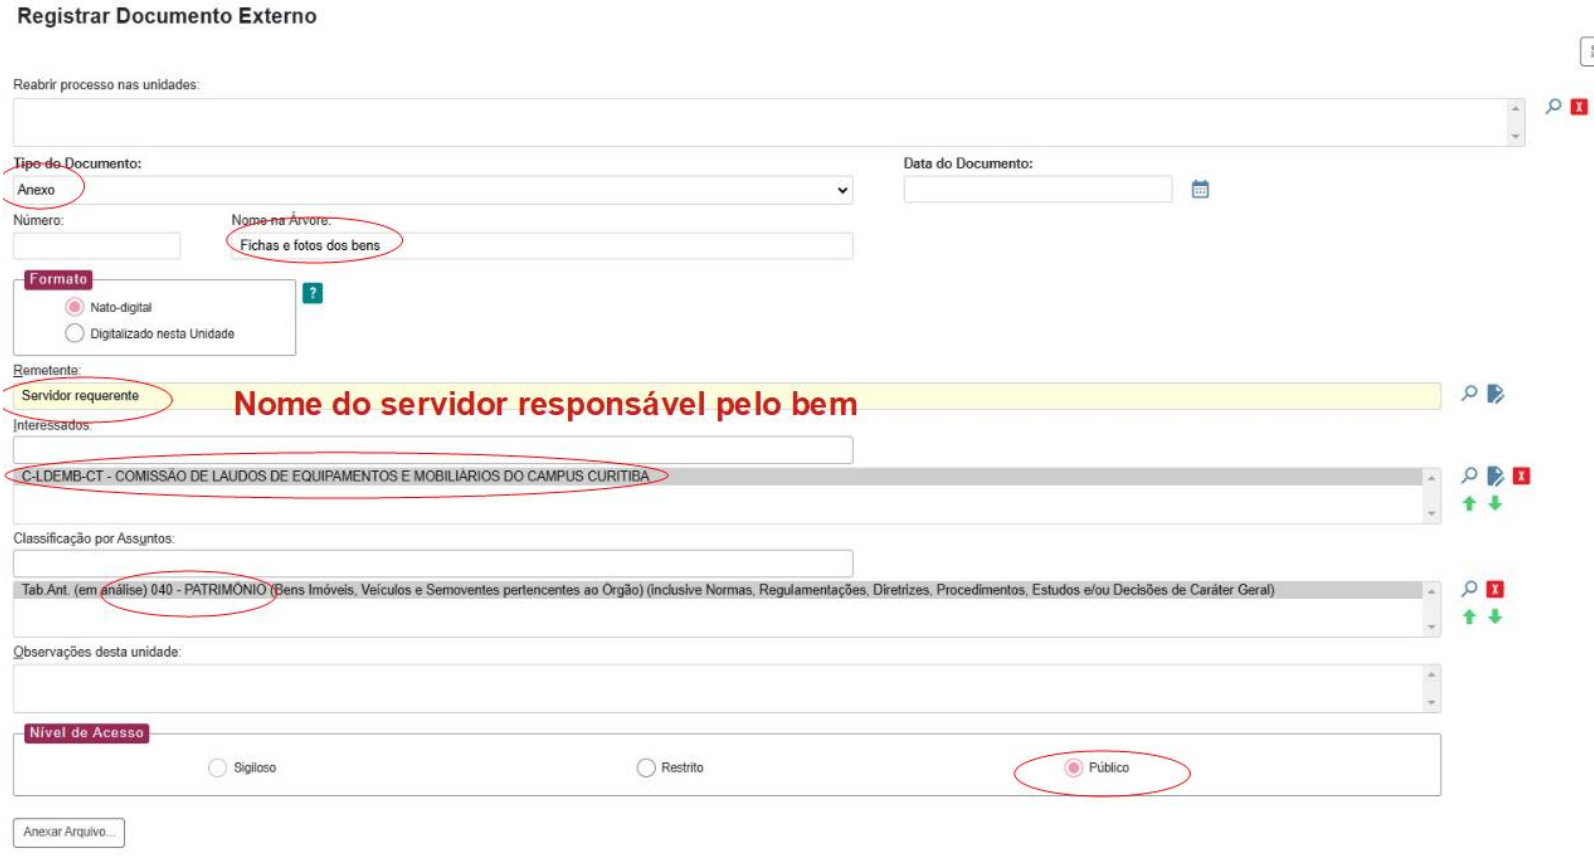 Registrar Documento Externo
Reabrir processo nas unidades:
Tipo do Documento:
Data do Documento:
Anexo
Número:
Nome na Árvore:
Fichas e fotos dos bens
Formato
Nato-digital
?
Digitalizado nesta Unidade
Remetente:
Servidor requerente
Nome do servidor responsável pelo bem
Interessados:
C-LDEMB-CT - COMISSÃO DE LAUDOS DE EQUIPAMENTOS E MOBILIÁRIOS DO CAMPUS CURITIBA
Classificação por Assuntos:
Tab.Ant. (em análise) 040 - PATRIMÔNIO (Bens Imóveis, Veículos e Semoventes pertencentes ao Órgão) (inclusive Normas, Regulamentações, Diretrizes, Procedimentos, Estudos e/ou Decisões de Caráter Geral)
Observações desta unidade:
Nível de Acesso
Sigiloso
Restrito
Público
Anexar Arquivo...